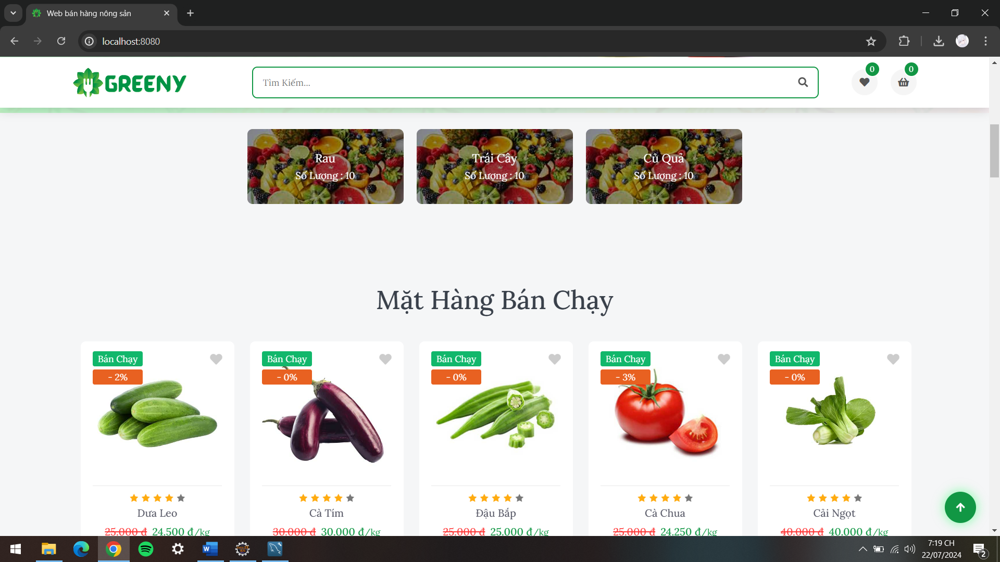 Web bán hàng nông sản
localhost:8080
GREENY
Tìm Kiếm...
0
0
Rau
Số Lượng : 10
Trái Cây
Số Lượng : 10
Củ Quả
Số Lượng : 10
Mặt Hàng Bán Chạy
Bán Chạy
- 2%
Dưa Leo
25.000 đ 24.500 đ/kg
Bán Chạy
- 0%
Cà Tím
30.000 đ 30.000 đ/kg
Bán Chạy
- 0%
Đậu Bắp
25.000 đ 25.000 đ/kg
Bán Chạy
- 3%
Cà Chua
25.000 đ 24.250 đ/kg
Bán Chạy
- 0%
Cải Ngọt
40.000 đ 40.000 đ/kg
W
7:19 CH
22/07/2024
2